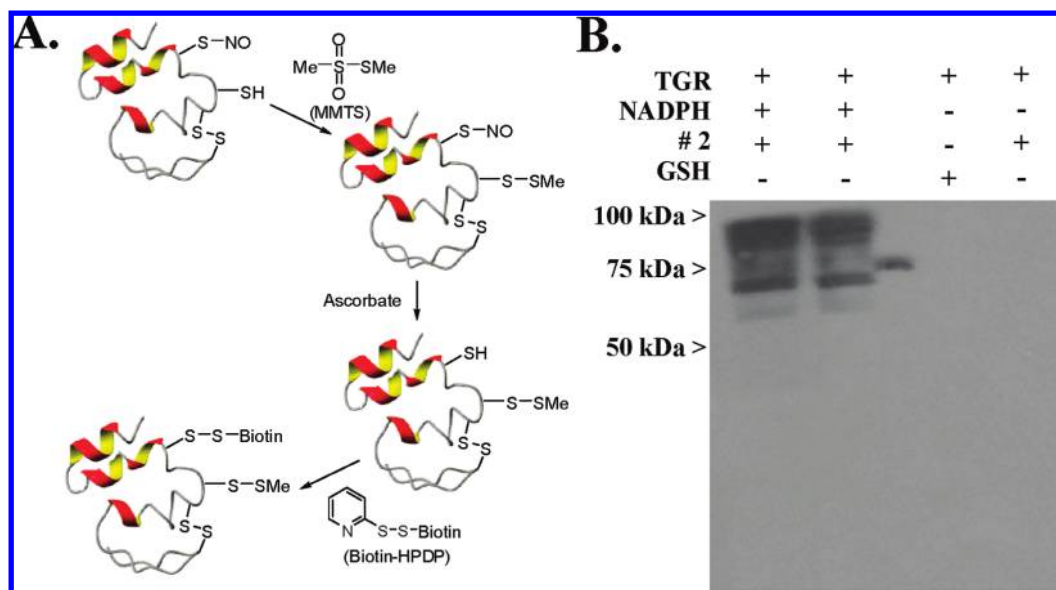 A.
S-NO
SH
S-S
O
Me-S-SMe
O
(MMTS)
S-NO
S-SMe
S-S
Ascorbate
SH
S-SMe
S-S
N
S-S-Biotin
(Biotin-HPDP)
S-S-Biotin
S-SMe
S-S
B.
TGR + + + +
NADPH + + - -
# 2 + + - +
GSH - - + -
100 kDa >
75 kDa >
50 kDa >